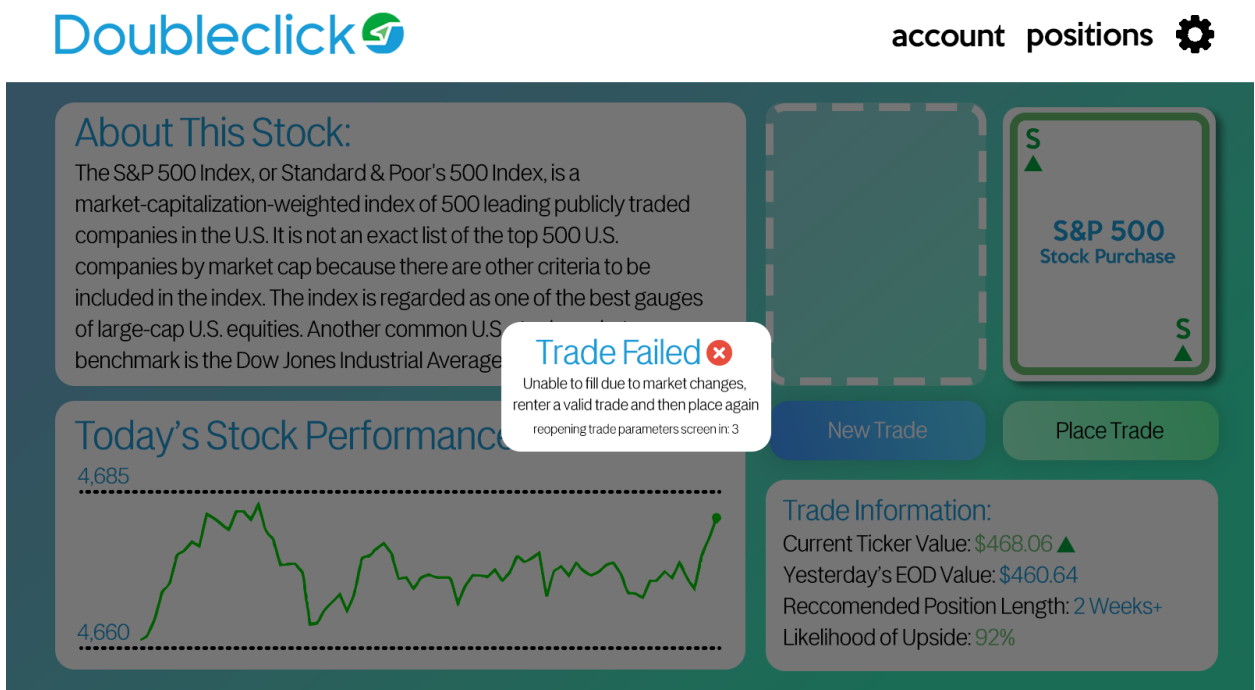 Doubleclick
account positions
About This Stock:
The S&P 500 Index, or Standard & Poor's 500 Index, is a
market-capitalization-weighted index of 500 leading publicly traded
companies in the U.S. It is not an exact list of the top 500 U.S.
companies by market cap because there are other criteria to be
included in the index. The index is regarded as one of the best gauges
of large-cap U.S. equities. Another common U.S.
benchmark is the Dow Jones Industrial Average
S
S&P 500
Stock Purchase
S
Trade Failed
Unable to fill due to market changes,
renter a valid trade and then place again
reopening trade parameters screen in: 3
New Trade
Place Trade
Today's Stock Performance
4,685
4,660
Trade Information:
Current Ticker Value: $468.06
Yesterday's EOD Value: $460.64
Reccomended Position Length: 2 Weeks+
Likelihood of Upside: 92%